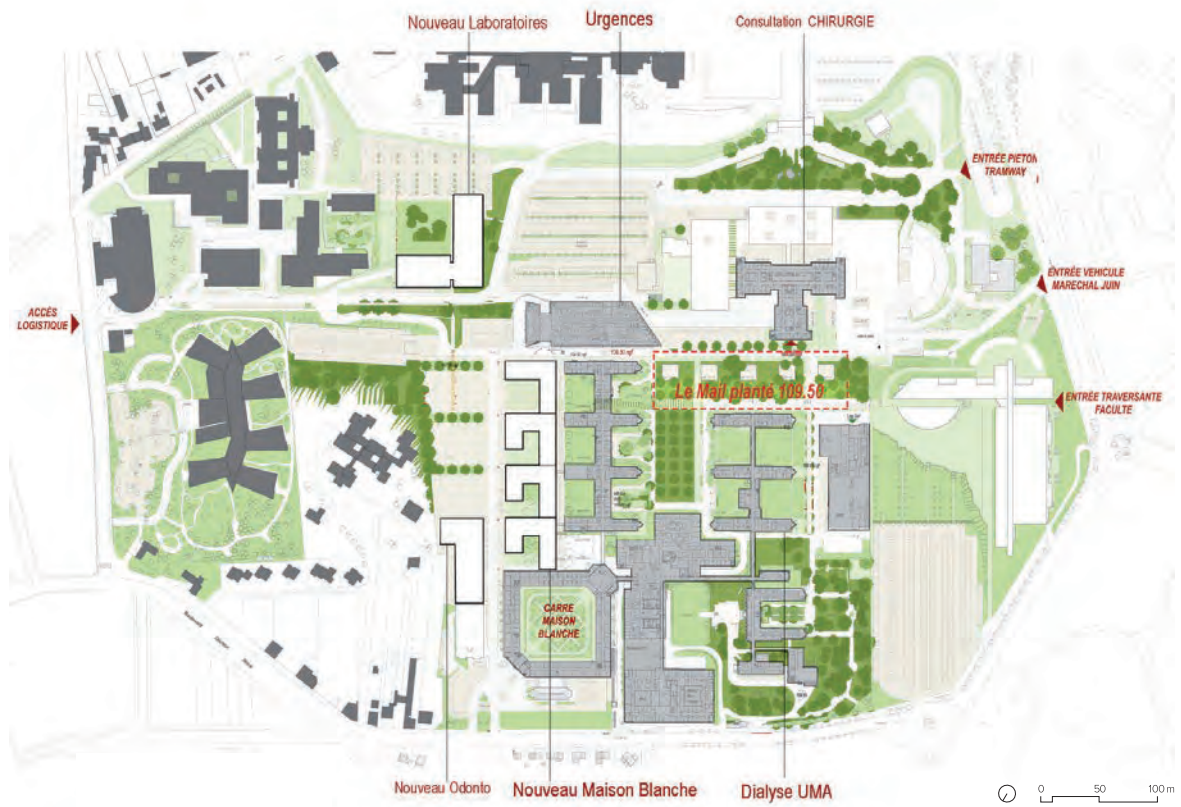 Nouveau Laboratoires
Urgences
Consultation CHIRURGIE
ENTRÉE PIETON
TRAMWAY
ENTRÉE VEHICULE
MARECHAL JUIN
ACCÉS
LOGISTIQUE
Le Mail planté 109.50
ENTRÉE TRAVERSANTE
FACULTE
CARRE
MAISON
BLANCHE
Nouveau Odonto
Nouveau Maison Blanche
Dialyse UMA
0 50 100 m